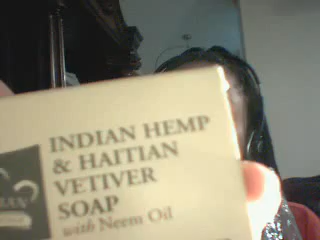 INDIAN HEMP
& HAITIAN
VETIVER
SOAP
with Neem Oil